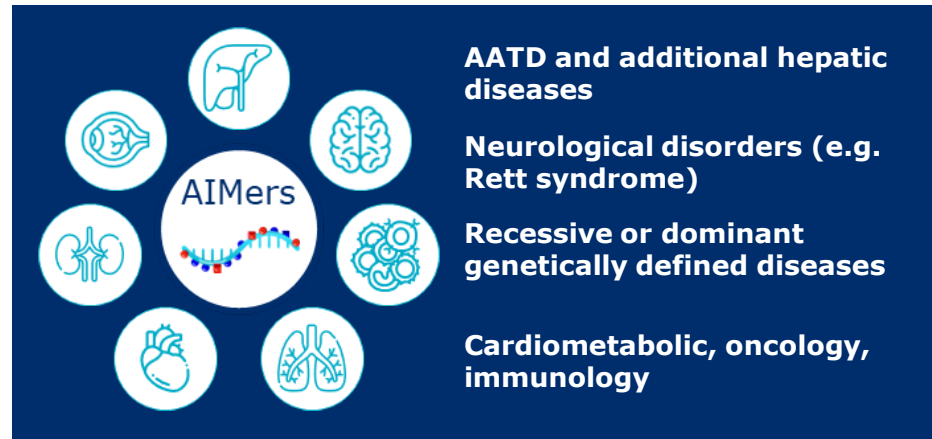 AIMers
AATD and additional hepatic
diseases
Neurological disorders (e.g.
Rett syndrome)
Recessive or dominant
genetically defined diseases
Cardiometabolic, oncology,
immunology